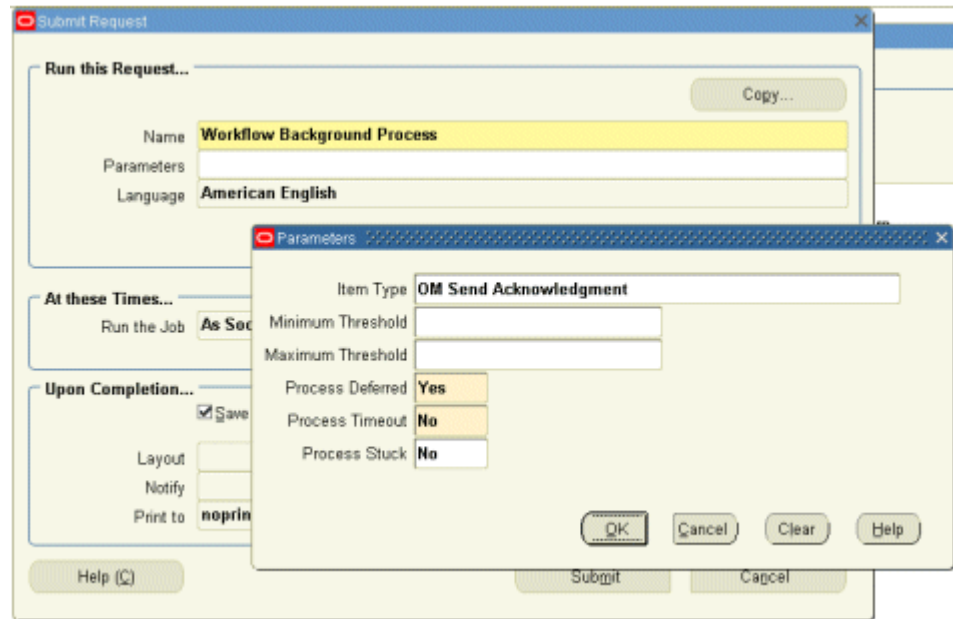 Submit Request
Run this Request...
Copy...
Name Workflow Background Process
Parameters
Language American English
Parameters
Item Type OM Send Acknowledgment
At these Times...
Run the Job As Soo
Minimum Threshold
Maximum Threshold
Upon Completion...
Process Deferred Yes
Save
Process Timeout No
Process Stuck No
Layout
Notify
Print to noprin
OK Cancel Clear Help
Help (C) Submit Cancel